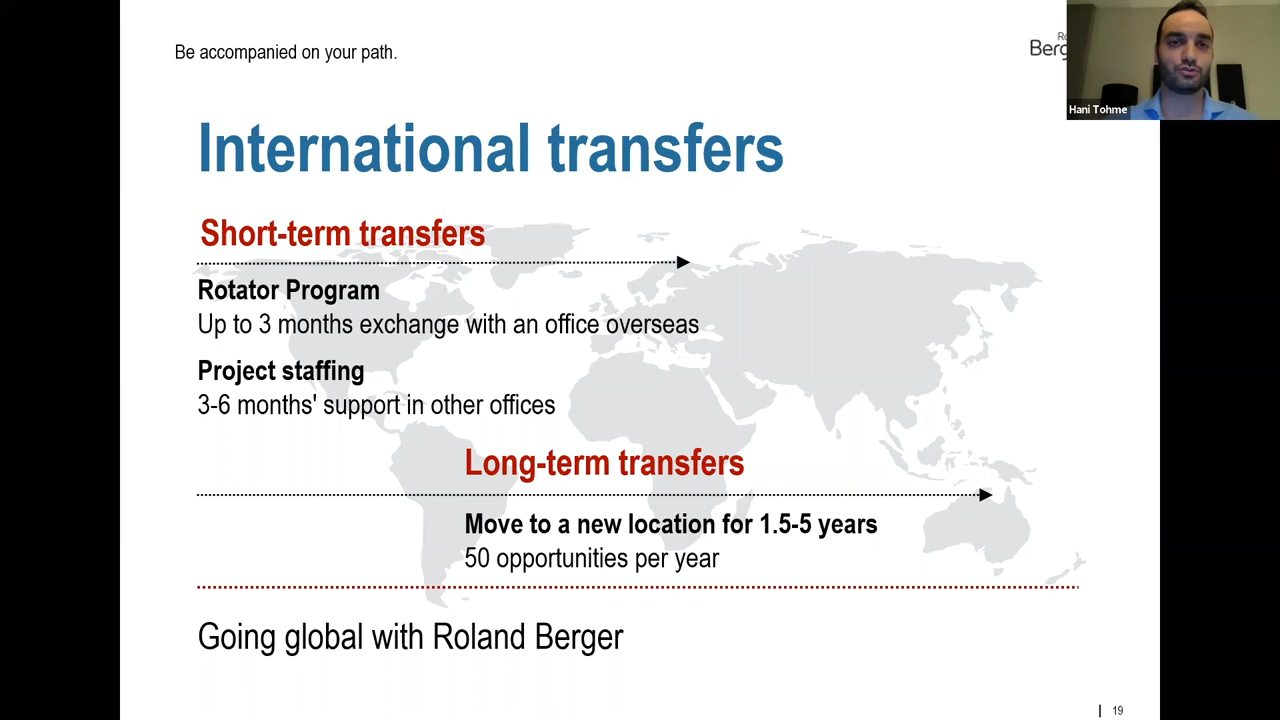 Be accompanied on your path.
Hani Tohme
International transfers
Short-term transfers
Rotator Program
Up to 3 months exchange with an office overseas
Project staffing
3-6 months' support in other offices
Long-term transfers
Move to a new location for 1.5-5 years
50 opportunities per year
Going global with Roland Berger
19